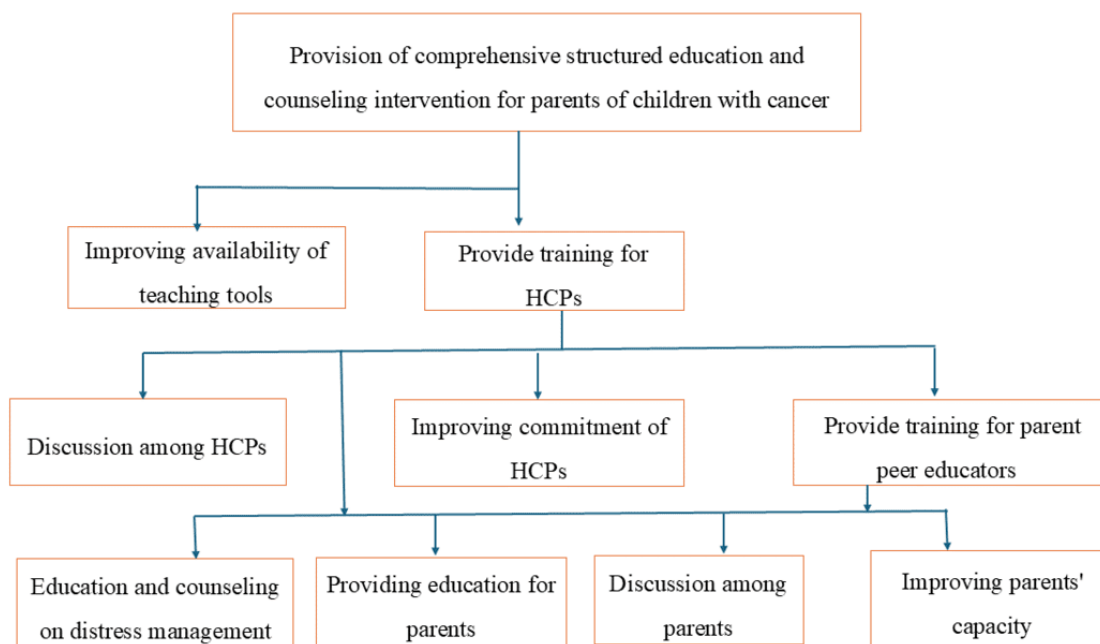 Provision of comprehensive structured education and
counseling intervention for parents of children with cancer
Improving availability of
teaching tools
Provide training for
HCPs
Discussion among HCPs
Improving commitment of
HCPs
Provide training for parent
peer educators
Education and counseling
on distress management
Providing education for
parents
Discussion among
parents
Improving parents'
capacity